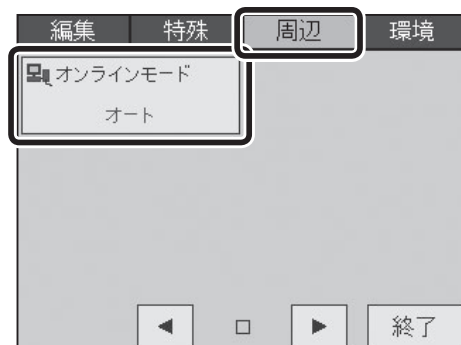 編集 特殊 周辺 環境
オンラインモード
オート
◀ □ ▶ 終了